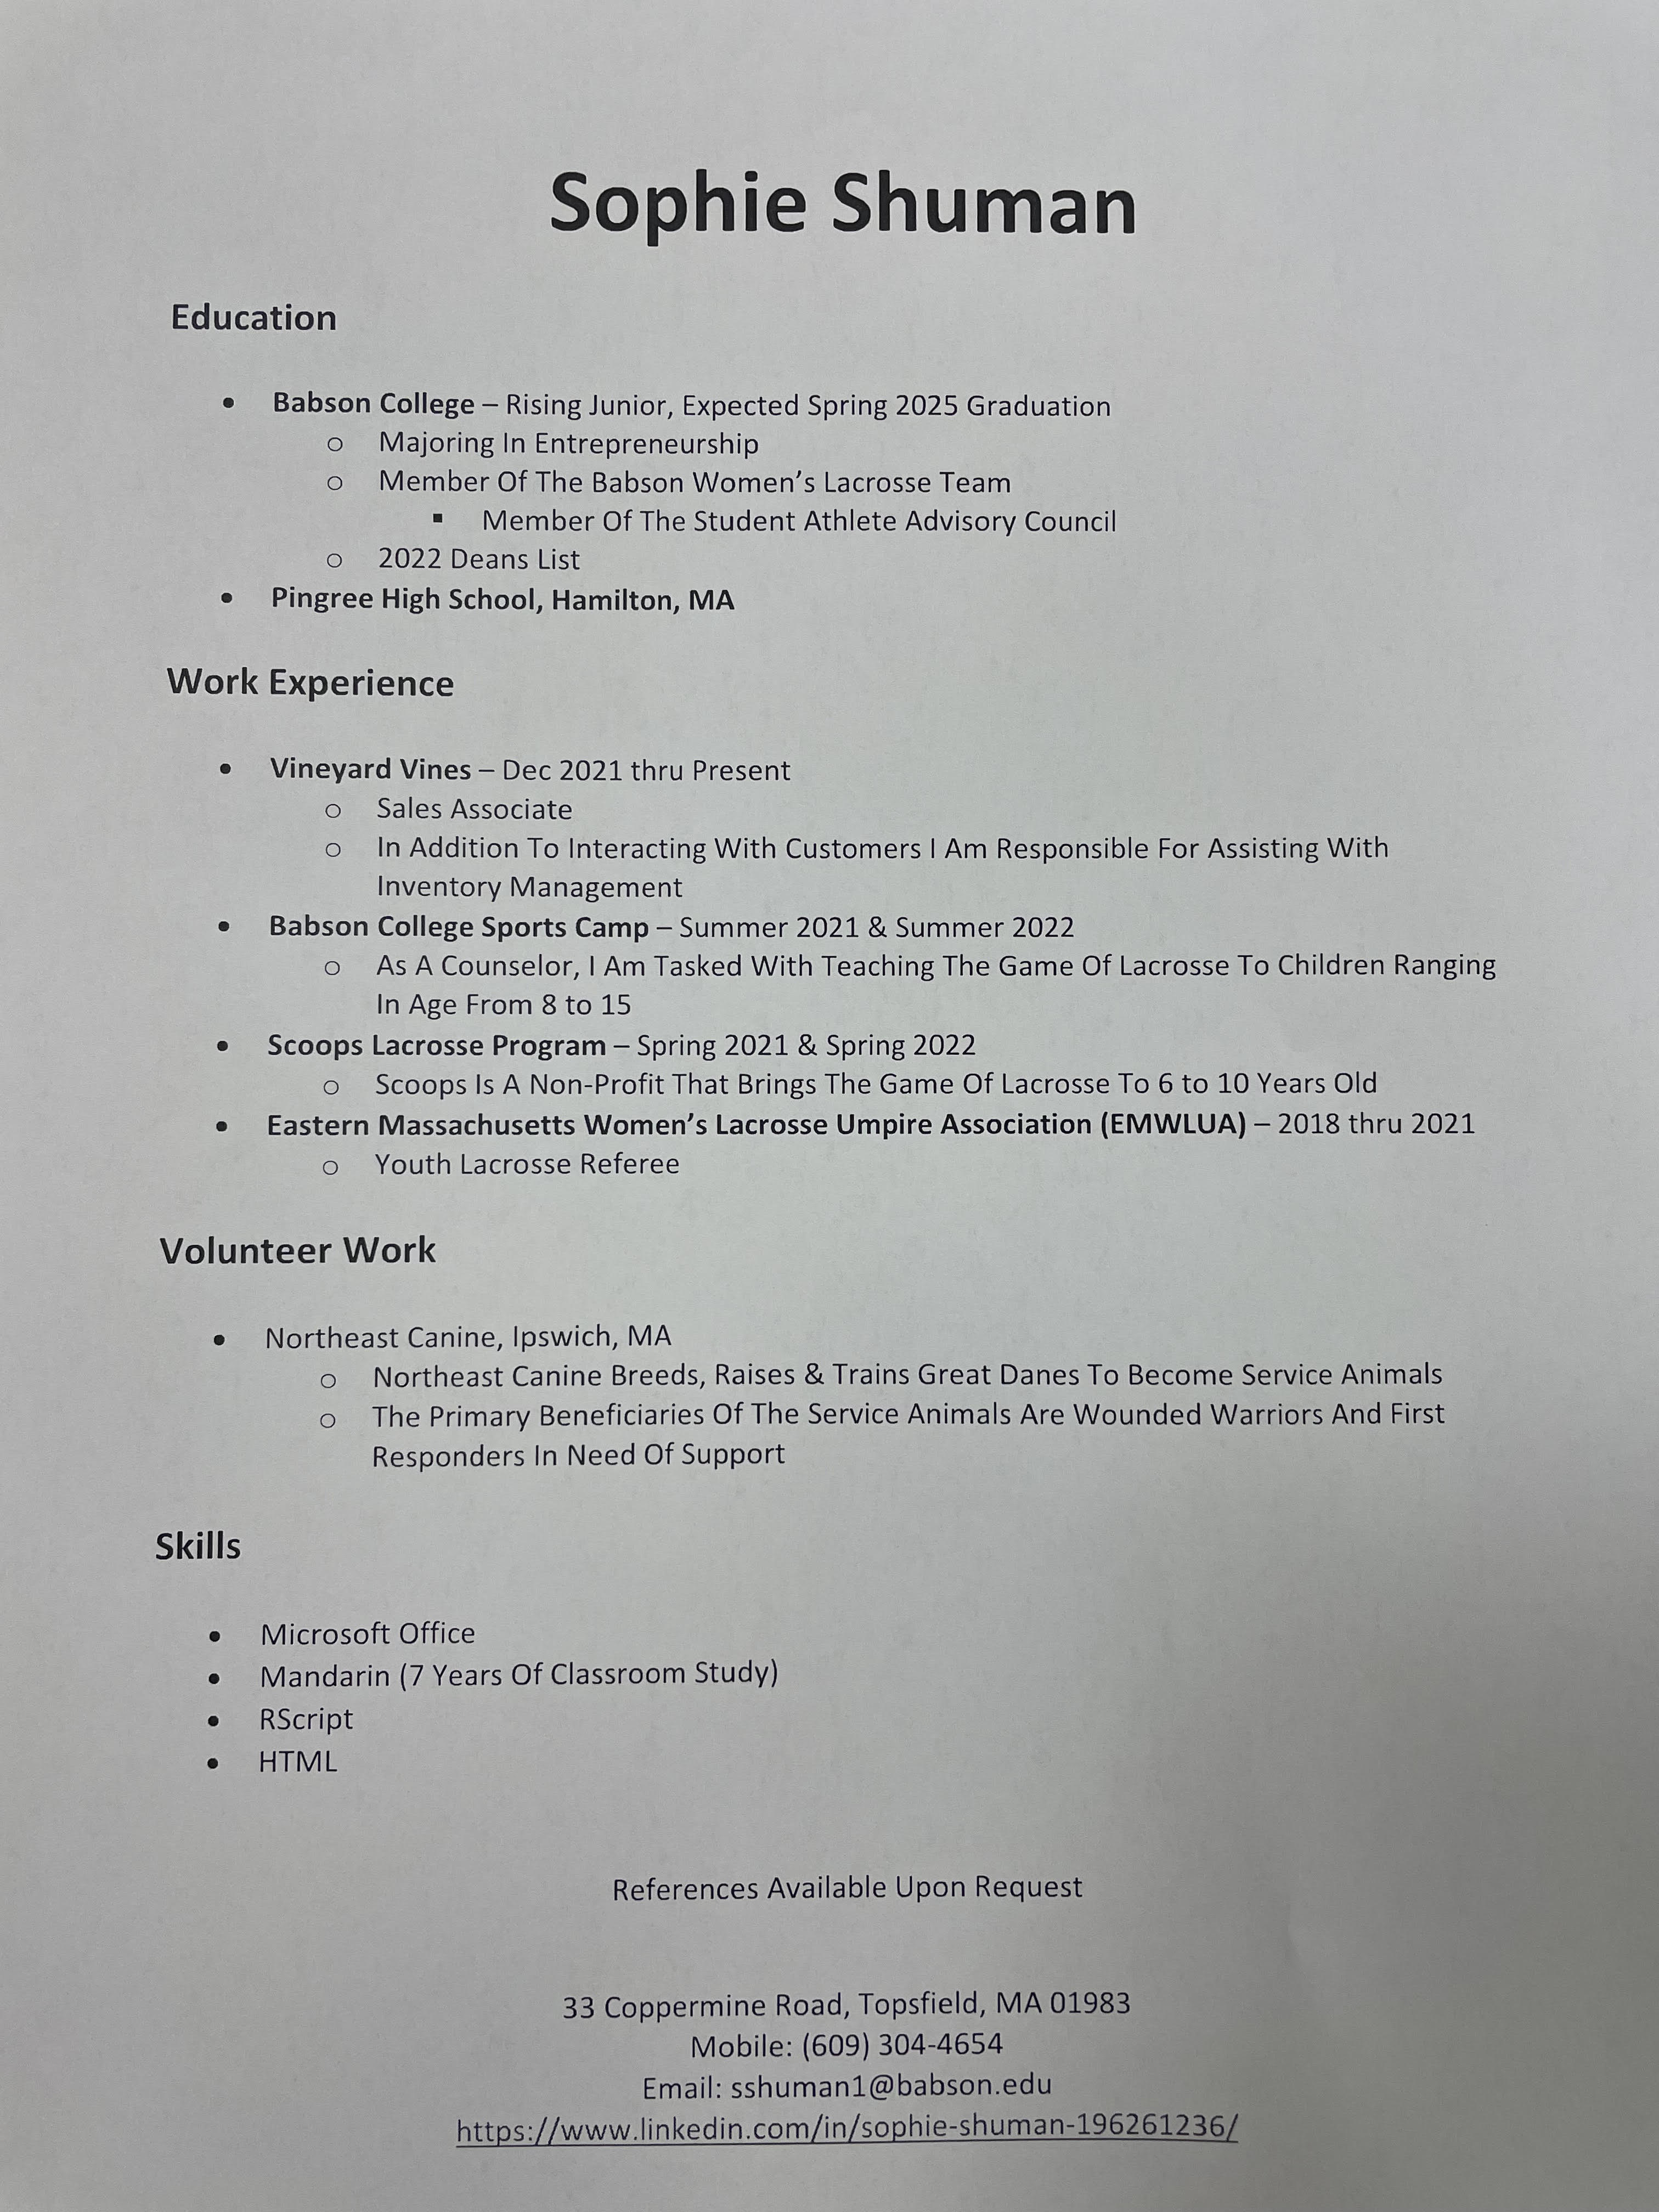 Sophie Shuman
Education
• Babson College – Rising Junior, Expected Spring 2025 Graduation
o Majoring In Entrepreneurship
o Member Of The Babson Women’s Lacrosse Team
▪ Member Of The Student Athlete Advisory Council
o 2022 Deans List
• Pingree High School, Hamilton, MA
Work Experience
• Vineyard Vines – Dec 2021 thru Present
o Sales Associate
o In Addition To Interacting With Customers I Am Responsible For Assisting With
Inventory Management
• Babson College Sports Camp – Summer 2021 & Summer 2022
o As A Counselor, I Am Tasked With Teaching The Game Of Lacrosse To Children Ranging
In Age From 8 to 15
• Scoops Lacrosse Program – Spring 2021 & Spring 2022
o Scoops Is A Non-Profit That Brings The Game Of Lacrosse To 6 to 10 Years Old
• Eastern Massachusetts Women’s Lacrosse Umpire Association (EMWLUA) – 2018 thru 2021
o Youth Lacrosse Referee
Volunteer Work
• Northeast Canine, Ipswich, MA
o Northeast Canine Breeds, Raises & Trains Great Danes To Become Service Animals
o The Primary Beneficiaries Of The Service Animals Are Wounded Warriors And First
Responders In Need Of Support
Skills
• Microsoft Office
• Mandarin (7 Years Of Classroom Study)
• RScript
• HTML
References Available Upon Request
33 Coppermine Road, Topsfield, MA 01983
Mobile: (609) 304-4654
Email: sshuman1@babson.edu
https://www.linkedin.com/in/sophie-shuman-196261236/